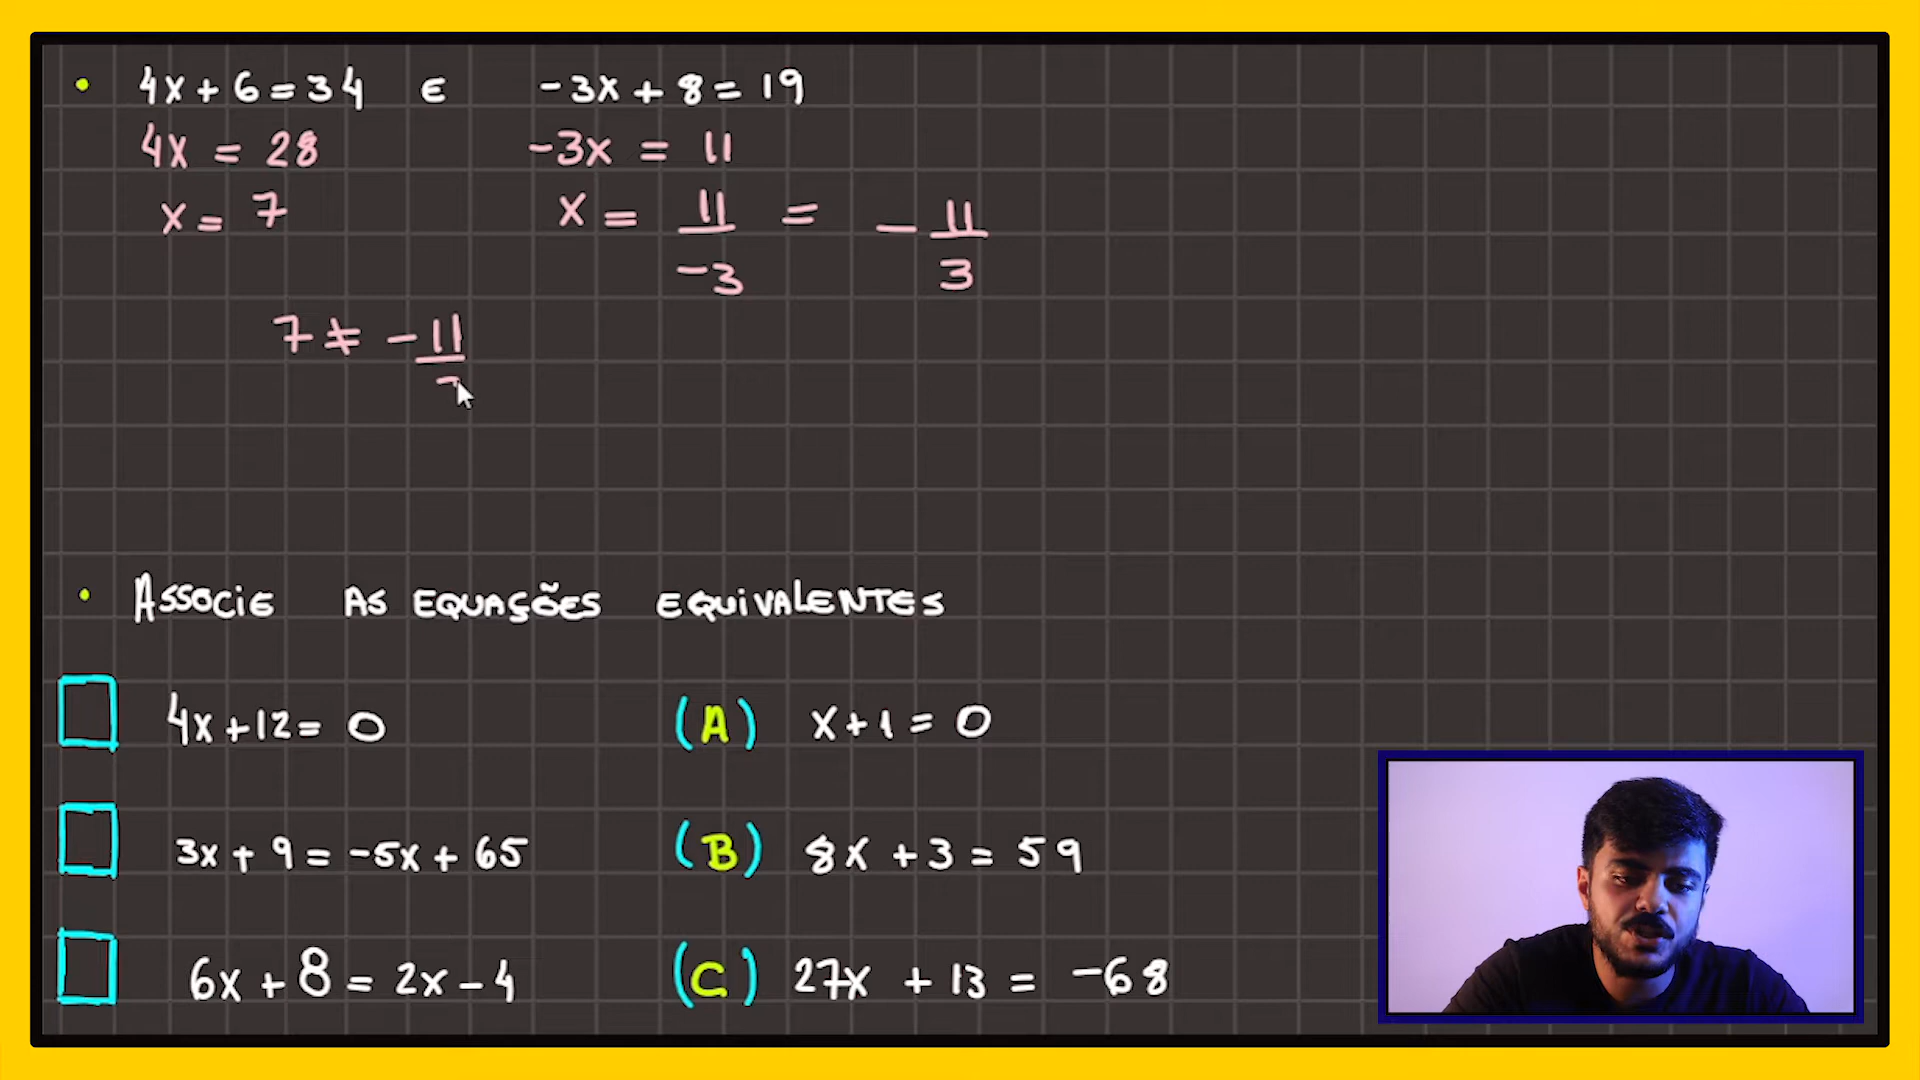 • 4x + 6 = 34 E -3x + 8 = 19
4x = 28 -3x = 11
x = 7 x = 11/-3 = -11/3
7 ≠ -11/
• ASSOCIE AS EQUAÇÕES EQUIVALENTES
4x + 12 = 0 (A) x + 1 = 0
3x + 9 = -5x + 65 (B) 8x + 3 = 59
6x + 8 = 2x - 4 (C) 27x + 13 = -68